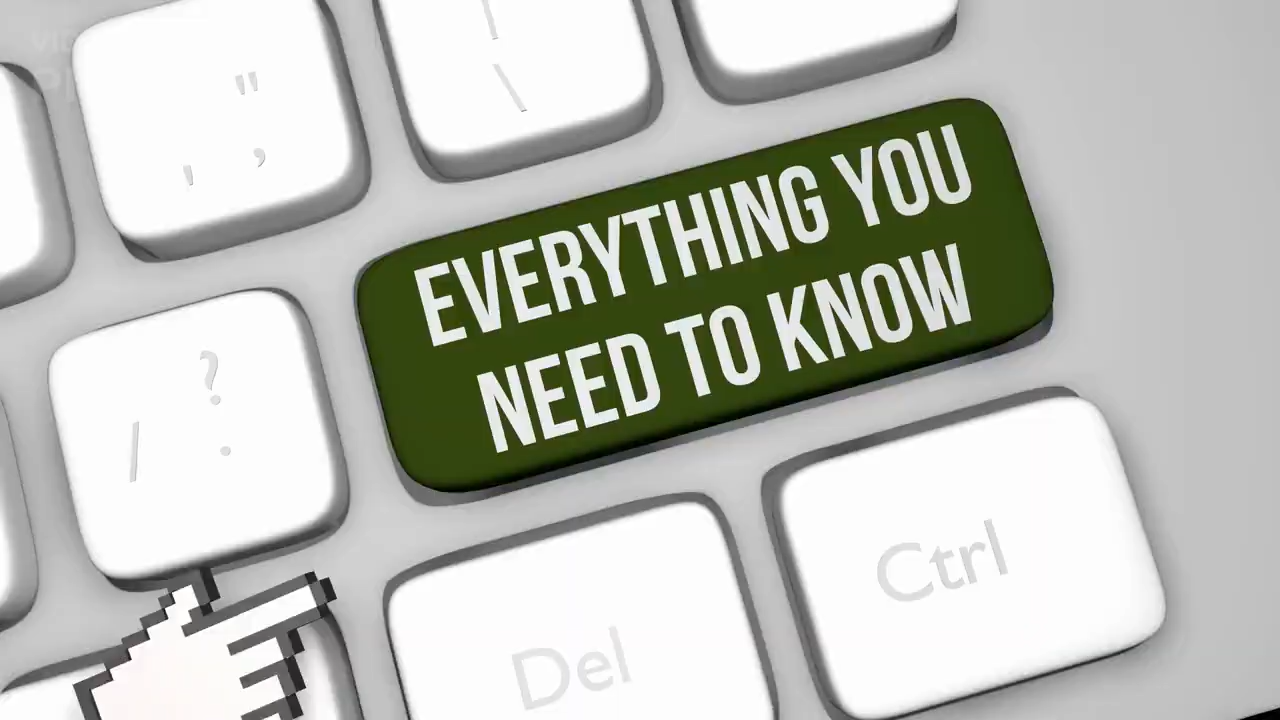 "
' ,
|
\
EVERYTHING YOU
NEED TO KNOW
?
/ .
Ctrl
Del